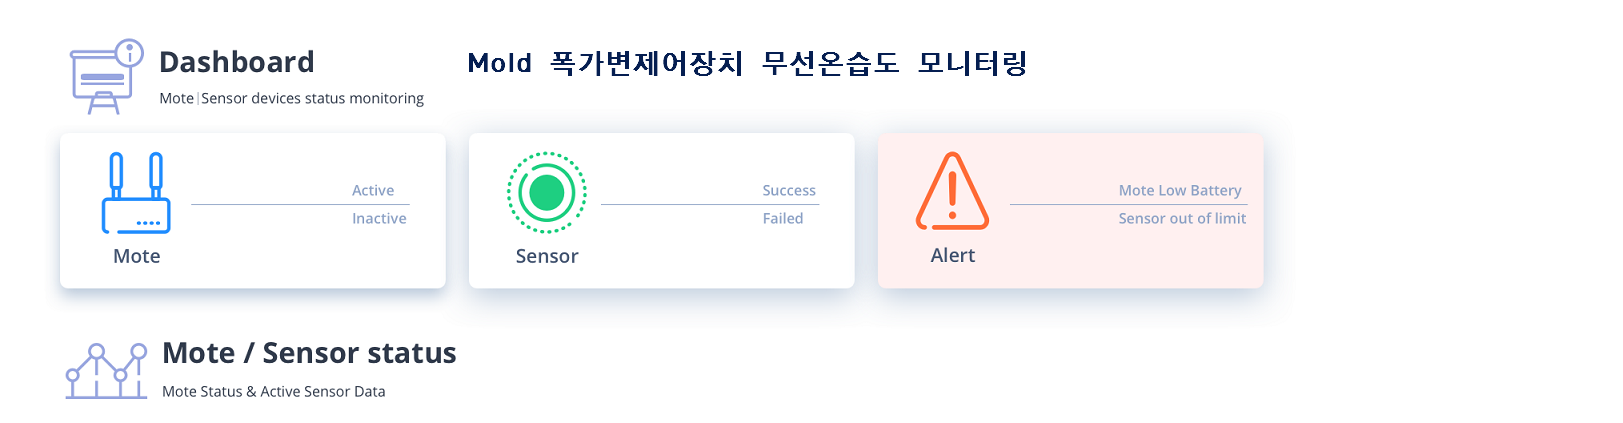 Dashboard
Mold 폭가변제어장치 무선온습도 모니터링
Mote|Sensor devices status monitoring
Active
Inactive
Mote
Success
Failed
Sensor
Mote Low Battery
Sensor out of limit
Alert
Mote / Sensor status
Mote Status & Active Sensor Data